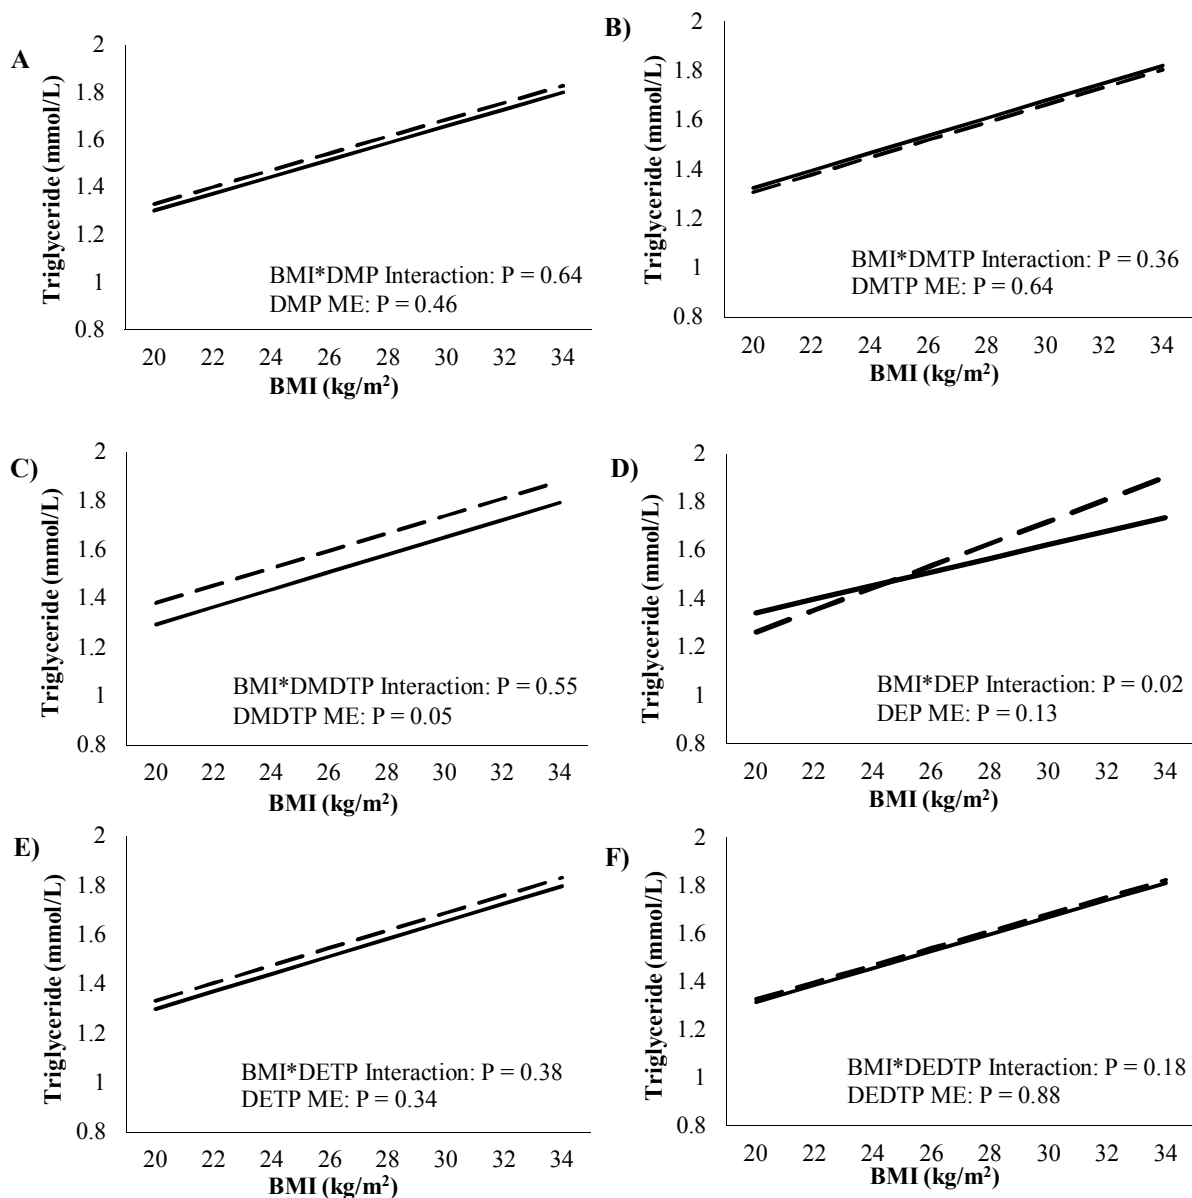 A
Triglyceride (mmol/L)
2
1.8
1.6
1.4
1.2
1
0.8
BMI*DMP Interaction: P = 0.64
DMP ME: P = 0.46
20 22 24 26 28 30 32 34
BMI (kg/m²)
B)
Triglyceride (mmol/L)
2
1.8
1.6
1.4
1.2
1
0.8
BMI*DMTP Interaction: P = 0.36
DMTP ME: P = 0.64
20 22 24 26 28 30 32 34
BMI (kg/m²)
C)
Triglyceride (mmol/L)
2
1.8
1.6
1.4
1.2
1
0.8
BMI*DMDTP Interaction: P = 0.55
DMDTP ME: P = 0.05
20 22 24 26 28 30 32 34
BMI (kg/m²)
D)
Triglyceride (mmol/L)
2
1.8
1.6
1.4
1.2
1
0.8
BMI*DEP Interaction: P = 0.02
DEP ME: P = 0.13
20 22 24 26 28 30 32 34
BMI (kg/m²)
E)
Triglyceride (mmol/L)
2
1.8
1.6
1.4
1.2
1
0.8
BMI*DETP Interaction: P = 0.38
DETP ME: P = 0.34
20 22 24 26 28 30 32 34
BMI (kg/m²)
F)
Triglyceride (mmol/L)
2
1.8
1.6
1.4
1.2
1
0.8
BMI*DEDTP Interaction: P = 0.18
DEDTP ME: P = 0.88
20 22 24 26 28 30 32 34
BMI (kg/m²)